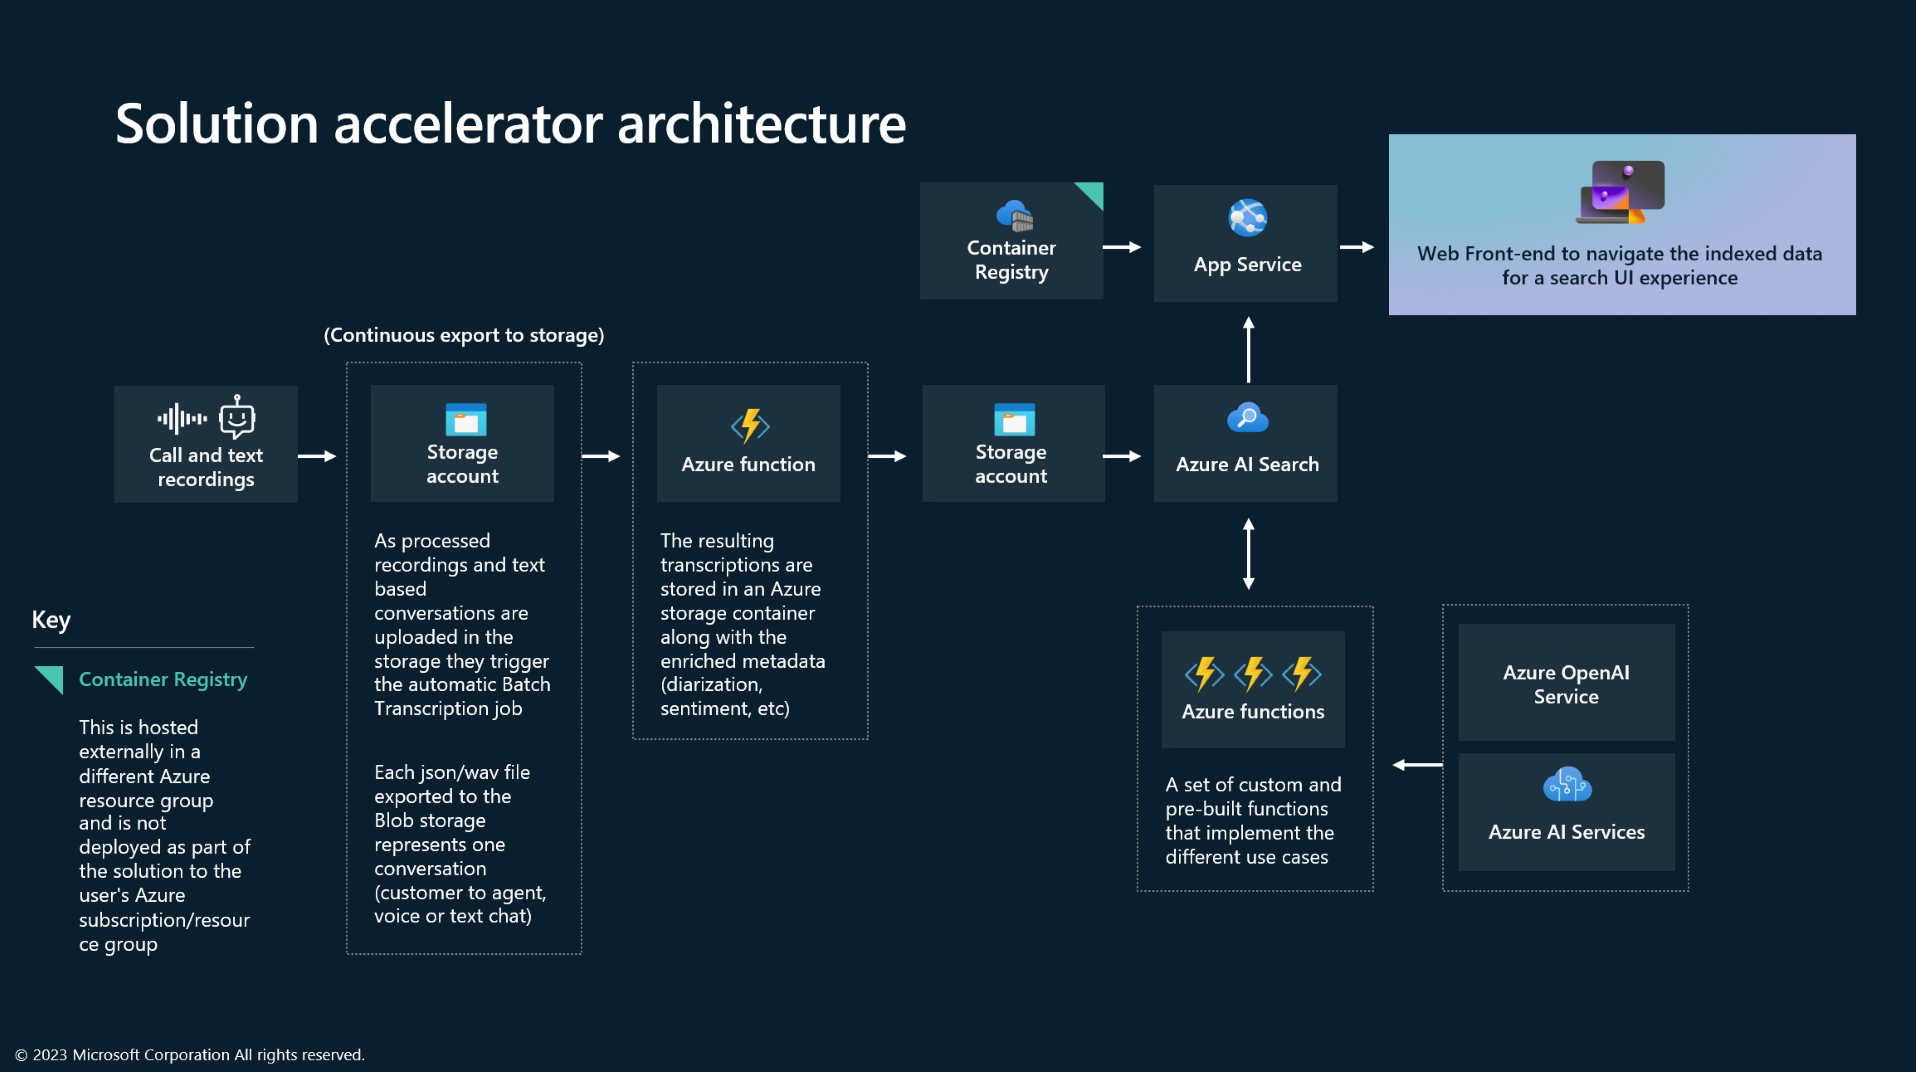 Solution accelerator architecture
Container
Registry
App Service
Web Front-end to navigate the indexed data
for a search UI experience
(Continuous export to storage)
Call and text
recordings
Storage
account
Azure function
Storage
account
Azure AI Search
As processed
recordings and text
based
conversations are
uploaded in the
storage they trigger
the automatic Batch
Transcription job
Each json/wav file
exported to the
Blob storage
represents one
conversation
(customer to agent,
voice or text chat)
The resulting
transcriptions are
stored in an Azure
storage container
along with the
enriched metadata
(diarization,
sentiment, etc)
Azure functions
A set of custom and
pre-built functions
that implement the
different use cases
Azure OpenAI
Service
Azure AI Services
Key
Container Registry
This is hosted
externally in a
different Azure
resource group
and is not
deployed as part of
the solution to the
user's Azure
subscription/resour
ce group
© 2023 Microsoft Corporation All rights reserved.